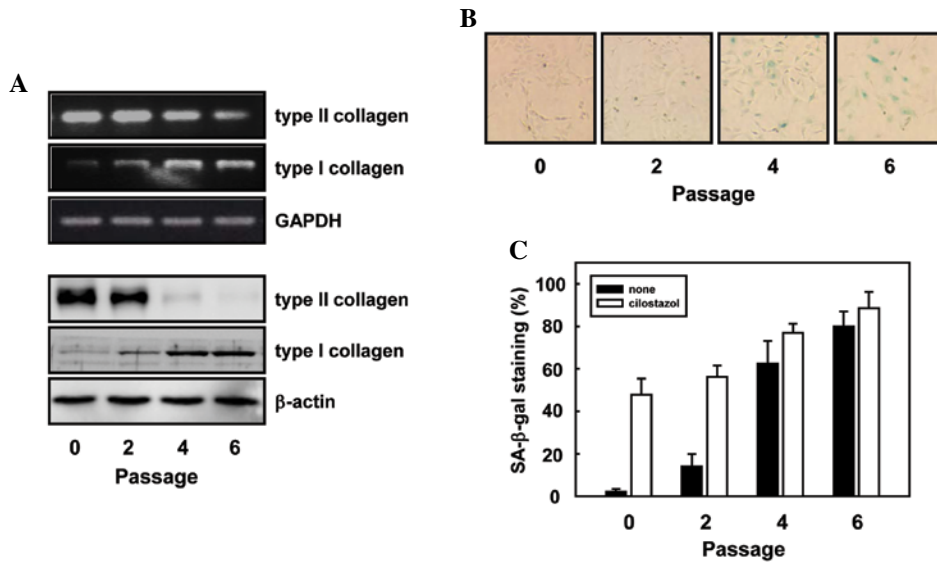 A
type II collagen
type I collagen
GAPDH
type II collagen
type I collagen
β-actin
0 2 4 6
Passage
B
0 2 4 6
Passage
C
SA-β-gal staining (%)
100
80
60
40
20
0
none
cilostazol
0 2 4 6
Passage